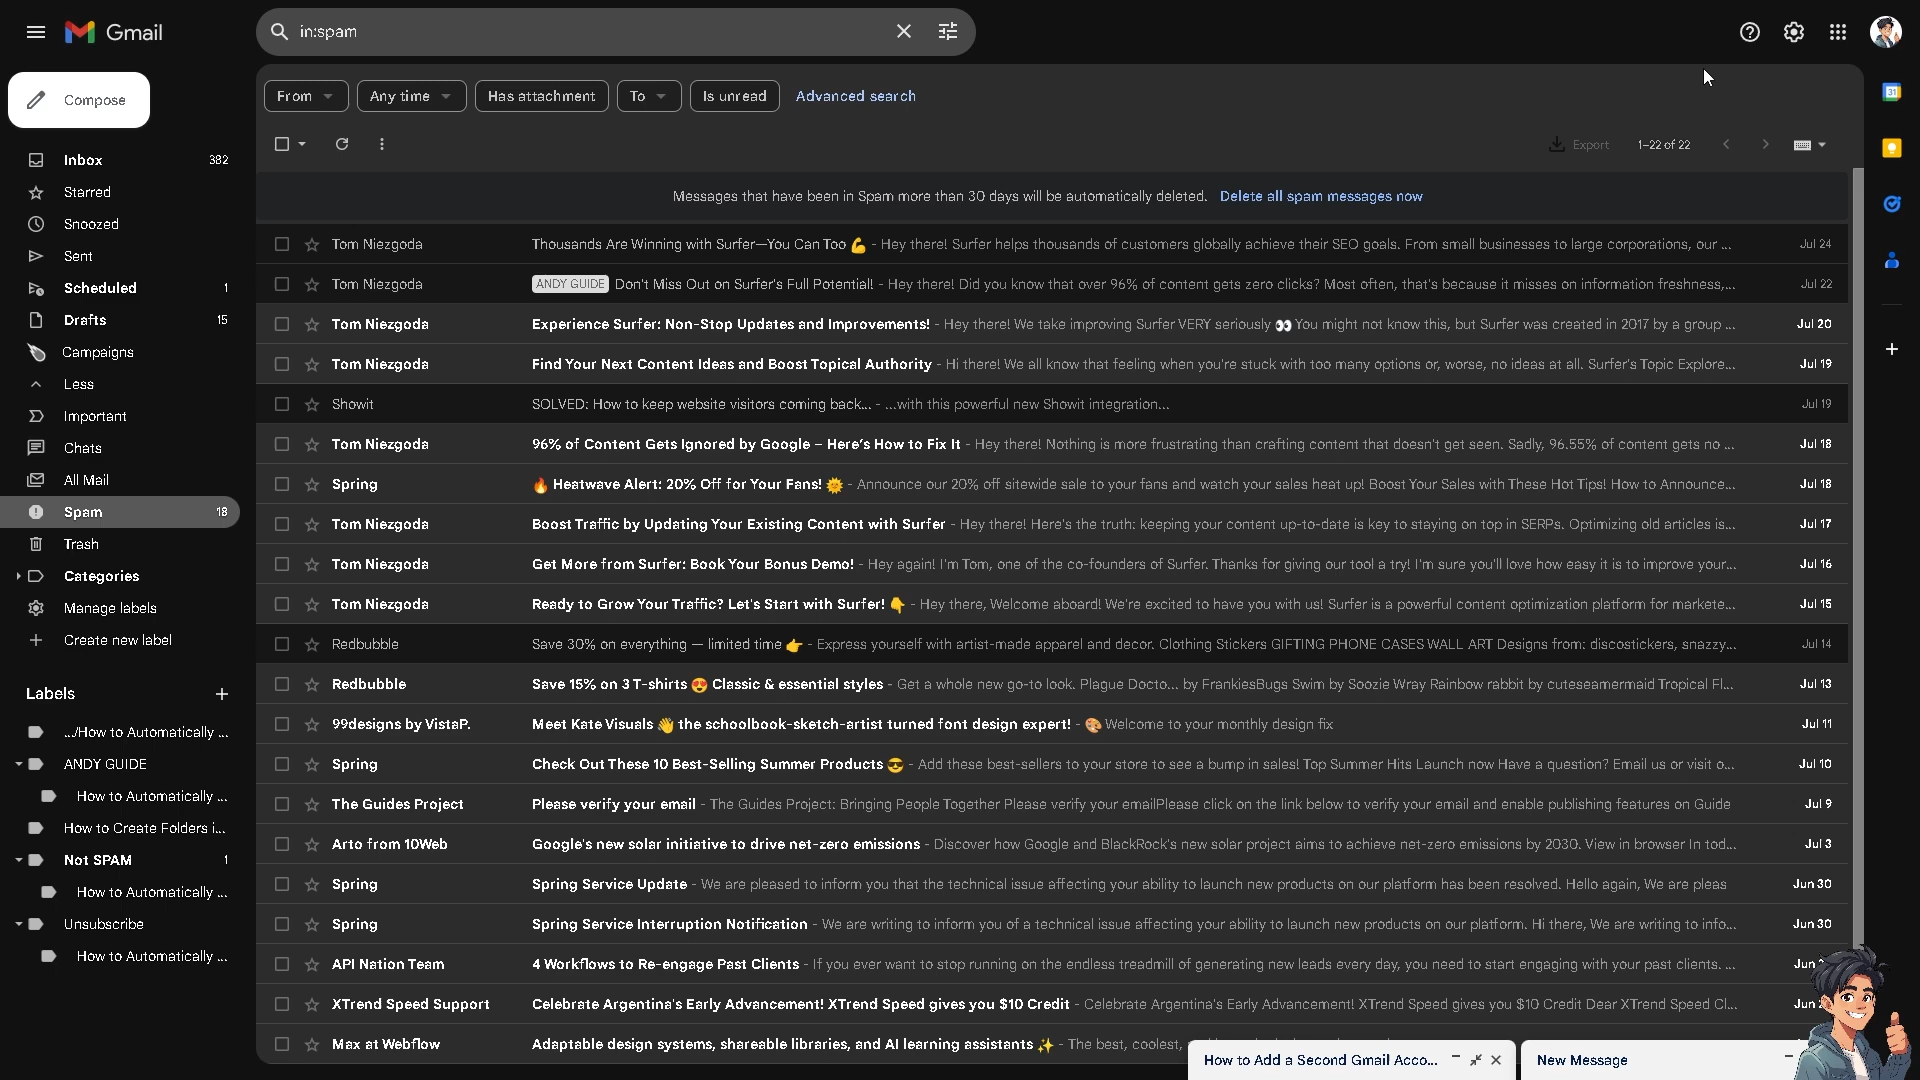 Gmail
in:spam
Compose
Inbox 382
Starred
Snoozed
Sent
Scheduled 1
Drafts 15
Campaigns
Less
Important
Chats
All Mail
Spam 18
Trash
Categories
Manage labels
Create new label
Labels
.../How to Automatically ...
ANDY GUIDE
How to Automatically ...
How to Create Folders i...
Not SPAM 1
How to Automatically ...
Unsubscribe
How to Automatically ...
From Any time Has attachment To Is unread Advanced search
Export 1–22 of 22
Messages that have been in Spam more than 30 days will be automatically deleted. Delete all spam messages now
Tom Niezgoda Thousands Are Winning with Surfer—You Can Too 💪 - Hey there! Surfer helps thousands of customers globally achieve their SEO goals. From small businesses to large corporations, our ... Jul 24
Tom Niezgoda ANDY GUIDE Don't Miss Out on Surfer's Full Potential! - Hey there! Did you know that over 96% of content gets zero clicks? Most often, that's because it misses on information freshness,... Jul 22
Tom Niezgoda Experience Surfer: Non-Stop Updates and Improvements! - Hey there! We take improving Surfer VERY seriously 👀 You might not know this, but Surfer was created in 2017 by a group ... Jul 20
Tom Niezgoda Find Your Next Content Ideas and Boost Topical Authority - Hi there! We all know that feeling when you're stuck with too many options or, worse, no ideas at all. Surfer's Topic Explore... Jul 19
Showit SOLVED: How to keep website visitors coming back... - ...with this powerful new Showit integration... Jul 19
Tom Niezgoda 96% of Content Gets Ignored by Google – Here's How to Fix It - Hey there! Nothing is more frustrating than crafting content that doesn't get seen. Sadly, 96.55% of content gets no ... Jul 18
Spring 🔥 Heatwave Alert: 20% Off for Your Fans! 🌞 - Announce our 20% off sitewide sale to your fans and watch your sales heat up! Boost Your Sales with These Hot Tips! How to Announce... Jul 18
Tom Niezgoda Boost Traffic by Updating Your Existing Content with Surfer - Hey there! Here's the truth: keeping your content up-to-date is key to staying on top in SERPs. Optimizing old articles is... Jul 17
Tom Niezgoda Get More from Surfer: Book Your Bonus Demo! - Hey again! I'm Tom, one of the co-founders of Surfer. Thanks for giving our tool a try! I'm sure you'll love how easy it is to improve your... Jul 16
Tom Niezgoda Ready to Grow Your Traffic? Let's Start with Surfer! 👇 - Hey there, Welcome aboard! We're excited to have you with us! Surfer is a powerful content optimization platform for markete... Jul 15
Redbubble Save 30% on everything — limited time 👉 - Express yourself with artist-made apparel and decor. Clothing Stickers GIFTING PHONE CASES WALL ART Designs from: discostickers, snazzy... Jul 14
Redbubble Save 15% on 3 T-shirts 😍 Classic & essential styles - Get a whole new go-to look. Plague Docto... by FrankiesBugs Swim by Soozie Wray Rainbow rabbit by cuteseamermaid Tropical Fl... Jul 13
99designs by VistaP. Meet Kate Visuals 👋 the schoolbook-sketch-artist turned font design expert! - 🎨 Welcome to your monthly design fix Jul 11
Spring Check Out These 10 Best-Selling Summer Products 😎 - Add these best-sellers to your store to see a bump in sales! Top Summer Hits Launch now Have a question? Email us or visit o... Jul 10
The Guides Project Please verify your email - The Guides Project: Bringing People Together Please verify your emailPlease click on the link below to verify your email and enable publishing features on Guide Jul 9
Arto from 10Web Google's new solar initiative to drive net-zero emissions - Discover how Google and BlackRock's new solar project aims to achieve net-zero emissions by 2030. View in browser In tod... Jul 3
Spring Spring Service Update - We are pleased to inform you that the technical issue affecting your ability to launch new products on our platform has been resolved. Hello again, We are pleas Jun 30
Spring Spring Service Interruption Notification - We are writing to inform you of a technical issue affecting your ability to launch new products on our platform. Hi there, We are writing to info... Jun 30
API Nation Team 4 Workflows to Re-engage Past Clients - If you ever want to stop running on the endless treadmill of generating new leads every day, you need to start engaging with your past clients. ... Jun
XTrend Speed Support Celebrate Argentina's Early Advancement! XTrend Speed gives you $10 Credit - Celebrate Argentina's Early Advancement! XTrend Speed gives you $10 Credit Dear XTrend Speed Cl... Jun
Max at Webflow Adaptable design systems, shareable libraries, and AI learning assistants ✨ - The best, coolest,
How to Add a Second Gmail Acco... New Message
31